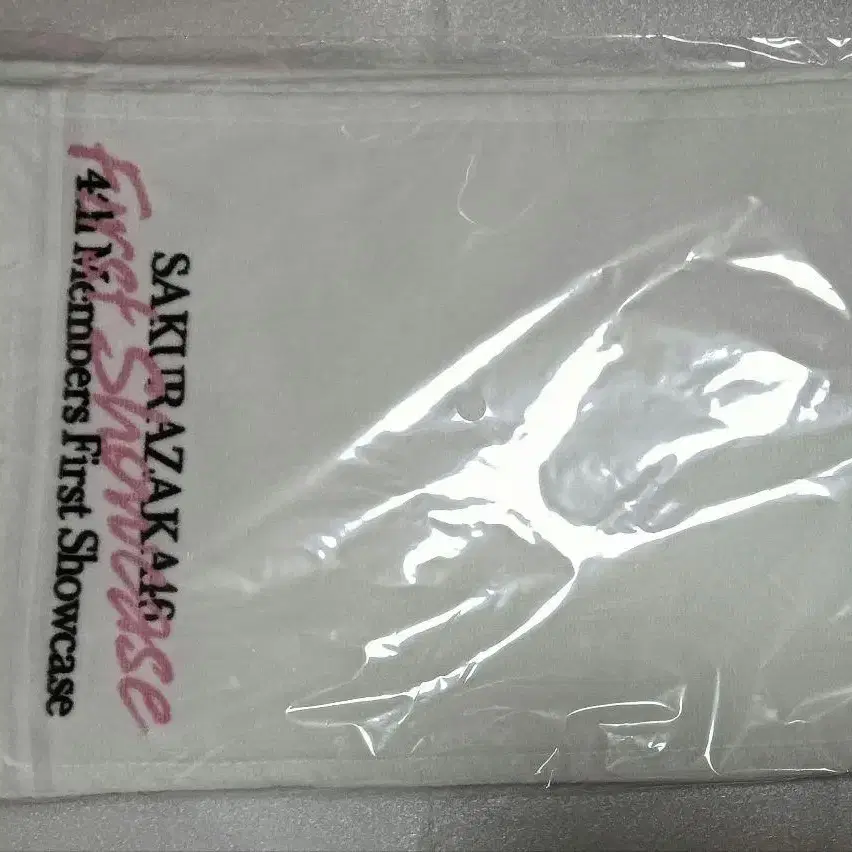 SAKURAZAKA46
4th Members First Showcase
First Showcase